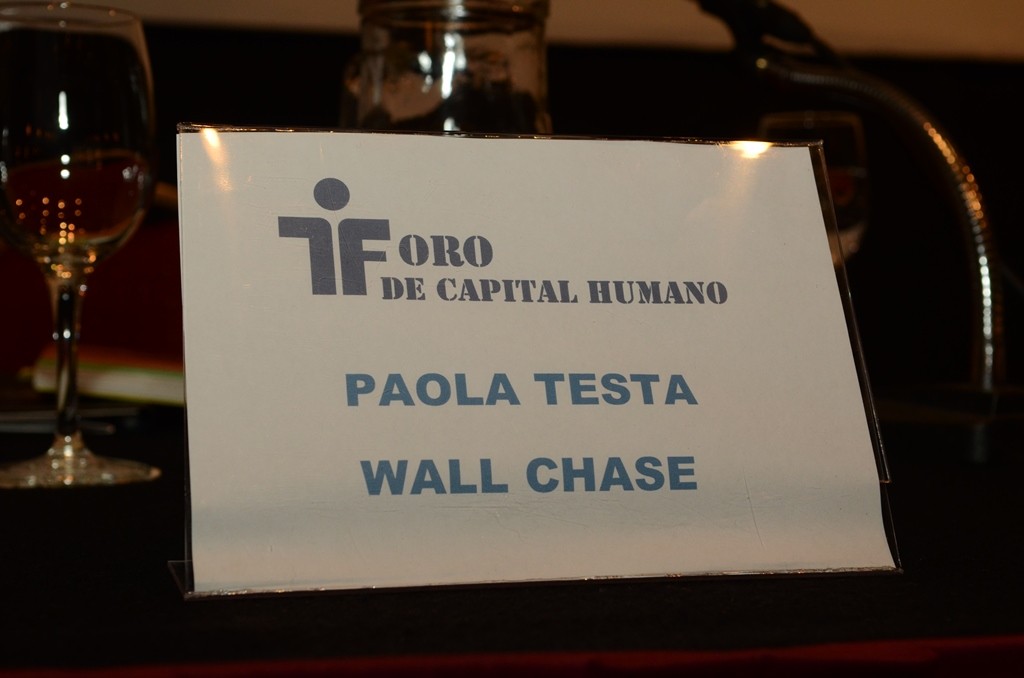 FORO
DE CAPITAL HUMANO
PAOLA TESTA
WALL CHASE